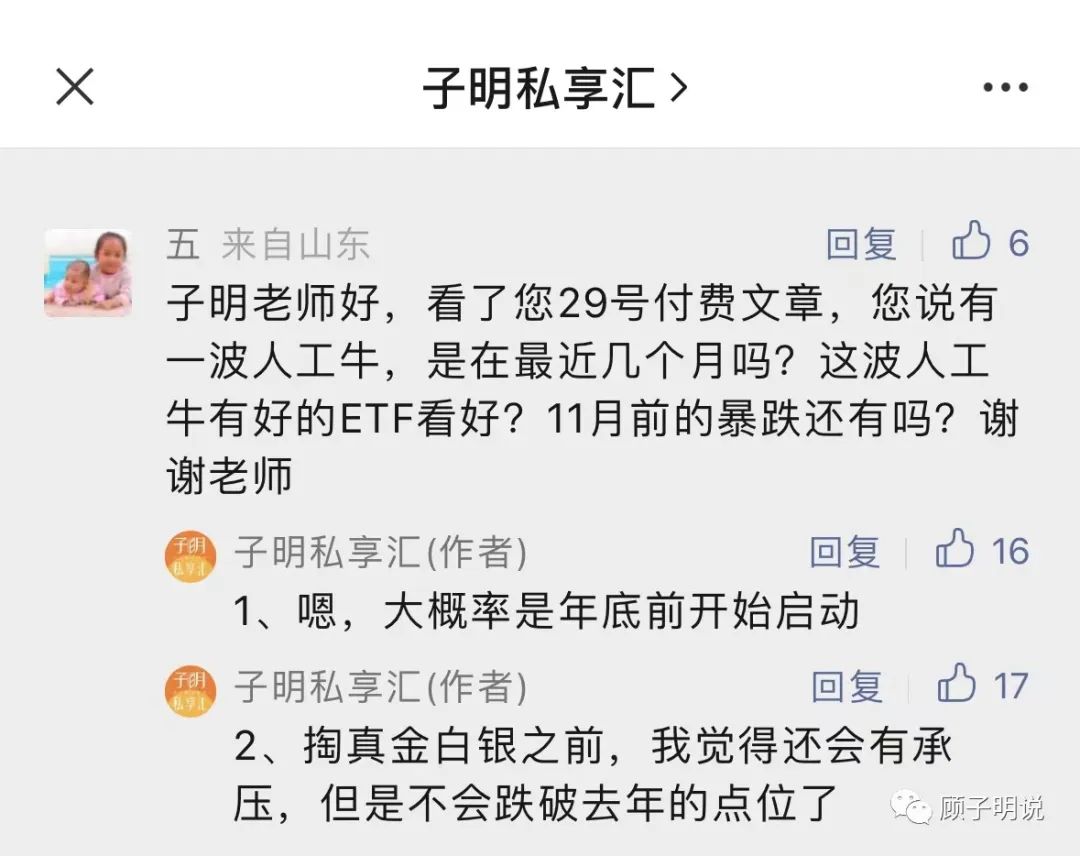 子明私享汇
五 来自山东 回复 6
子明老师好，看了您29号付费文章，您说有
一波人工牛，是在最近几个月吗？这波人工
牛有好的ETF看好？11月前的暴跌还有吗？谢
谢老师
子明
私享汇
子明私享汇(作者) 回复 16
1、嗯，大概率是年底前开始启动
子明
私享汇
子明私享汇(作者) 回复 17
2、掏真金白银之前，我觉得还会有承
压，但是不会跌破去年的点位了
顾子明说